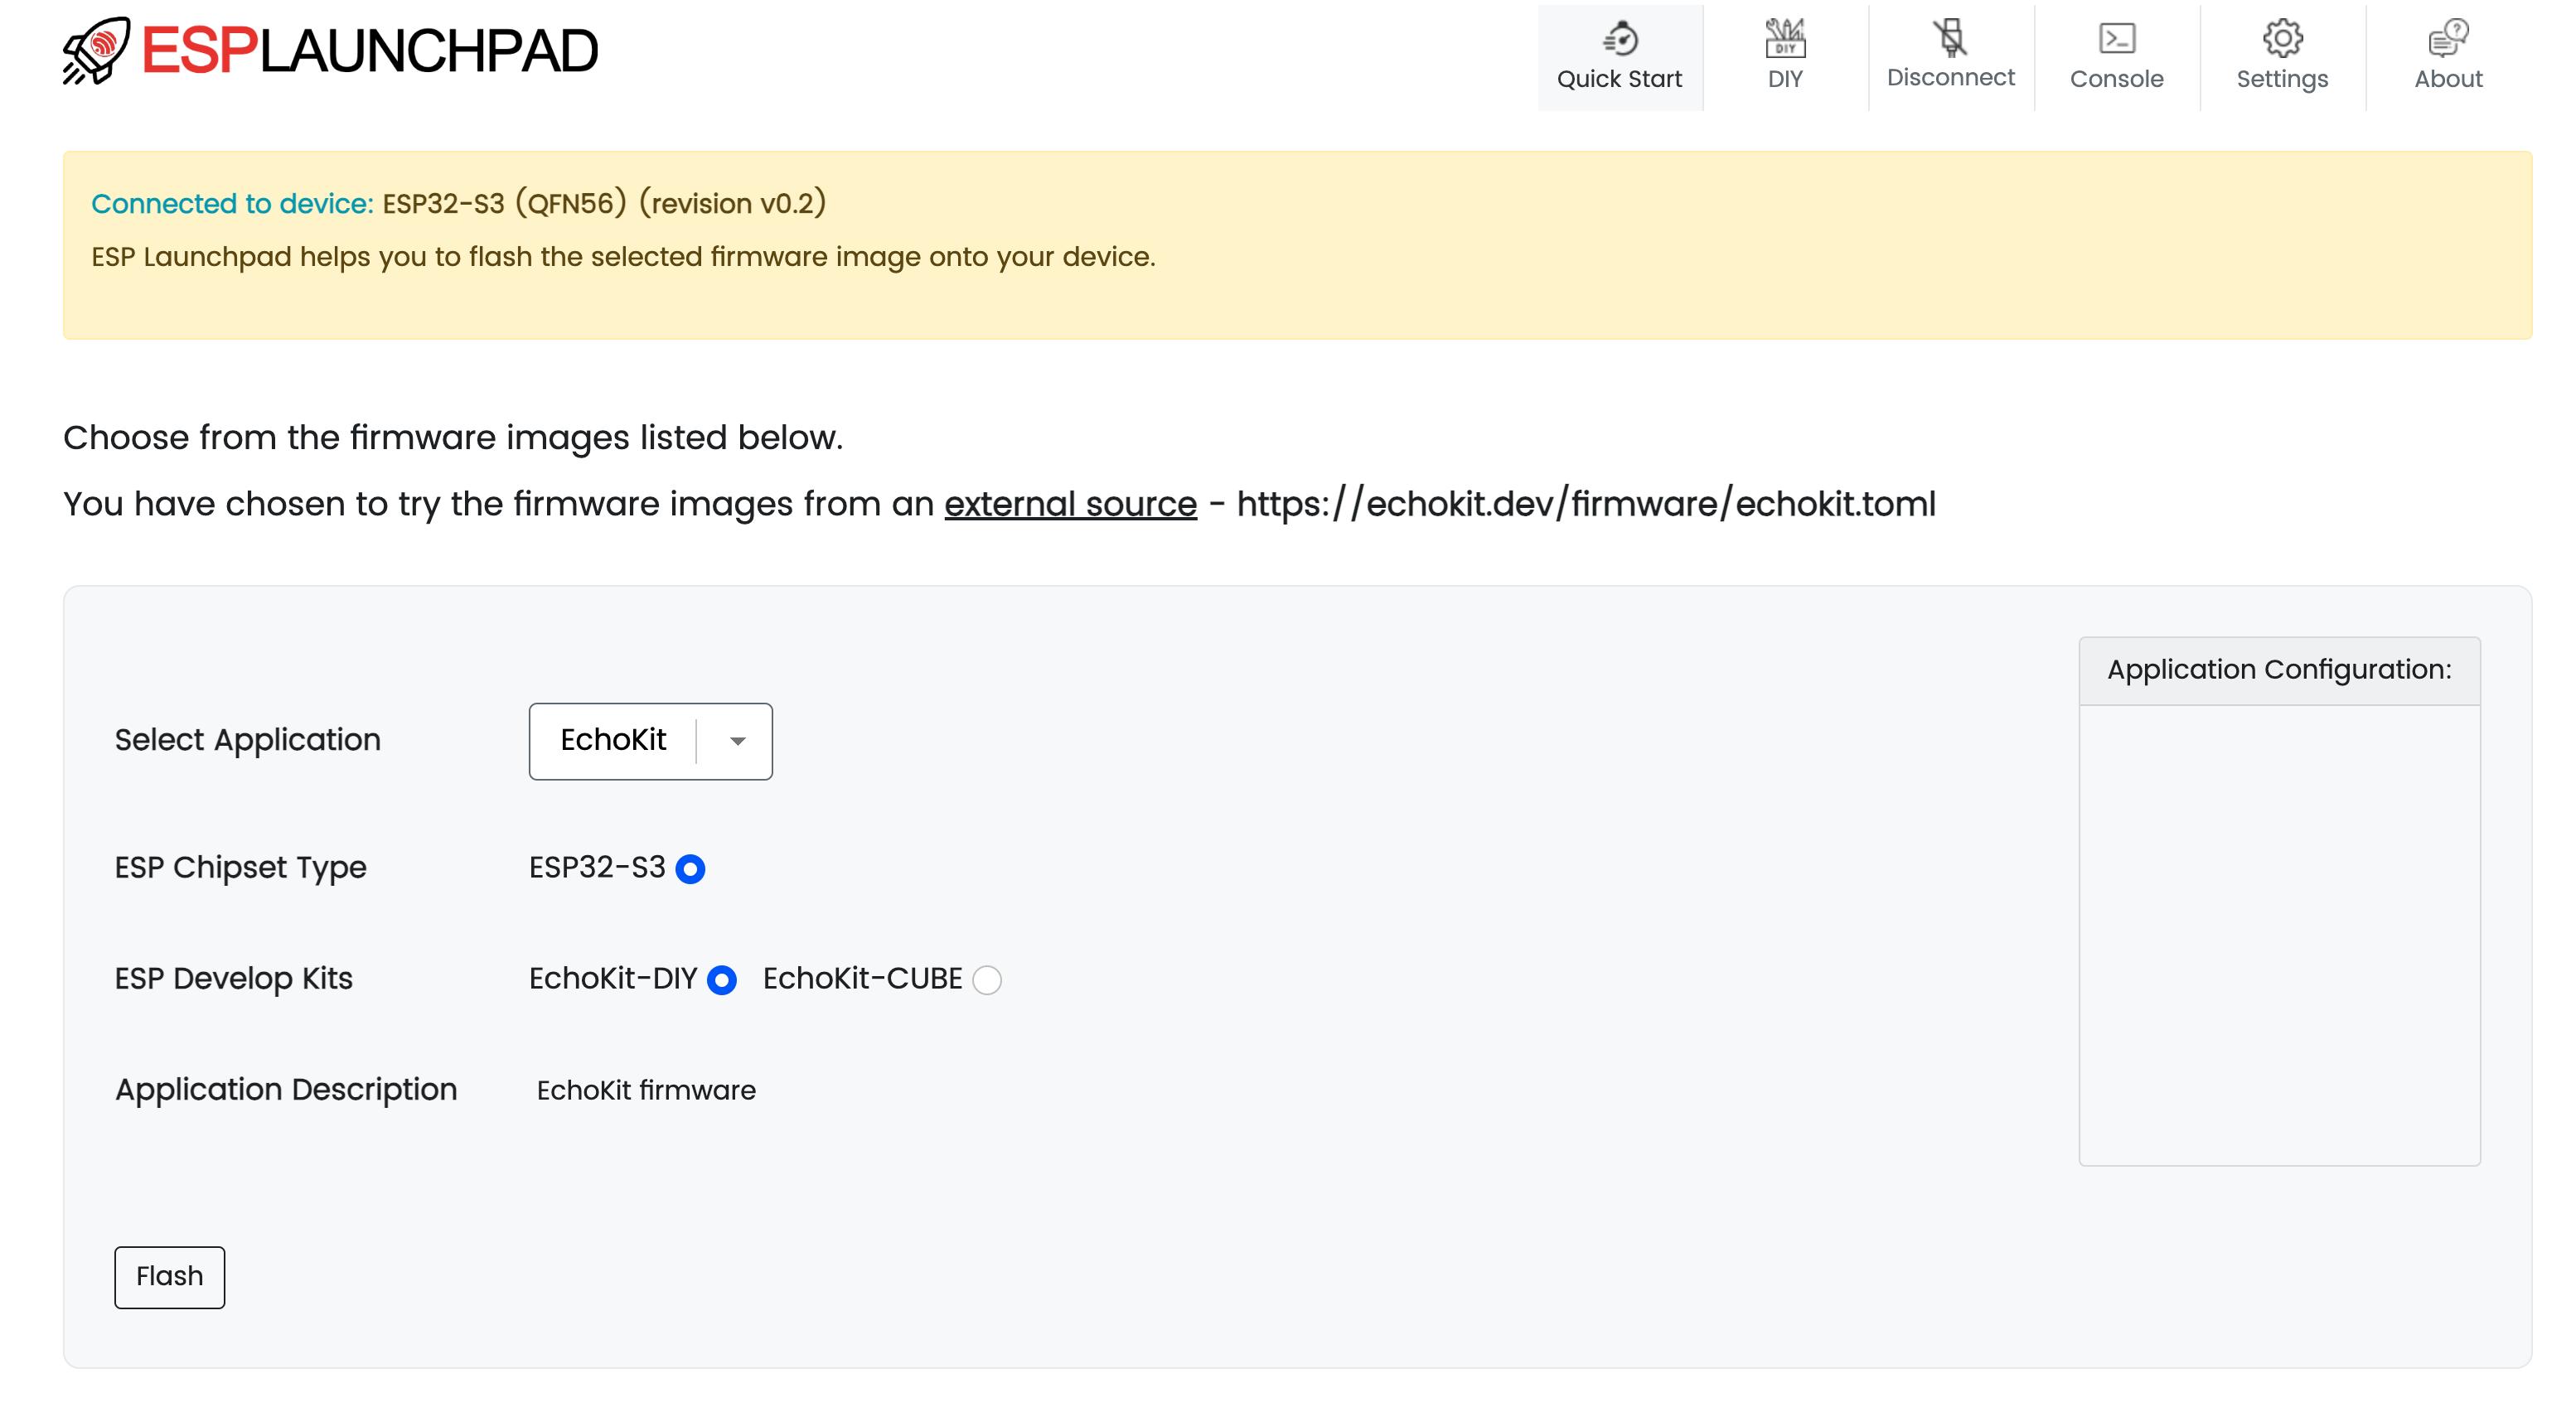 ESPLAUNCHPAD
Quick Start
DIY
DIY
Disconnect
Console
Settings
About
Connected to device: ESP32-S3 (QFN56) (revision v0.2)
ESP Launchpad helps you to flash the selected firmware image onto your device.
Choose from the firmware images listed below.
You have chosen to try the firmware images from an external source - https://echokit.dev/firmware/echokit.toml
Application Configuration:
Select Application EchoKit
ESP Chipset Type ESP32-S3
ESP Develop Kits EchoKit-DIY EchoKit-CUBE
Application Description EchoKit firmware
Flash